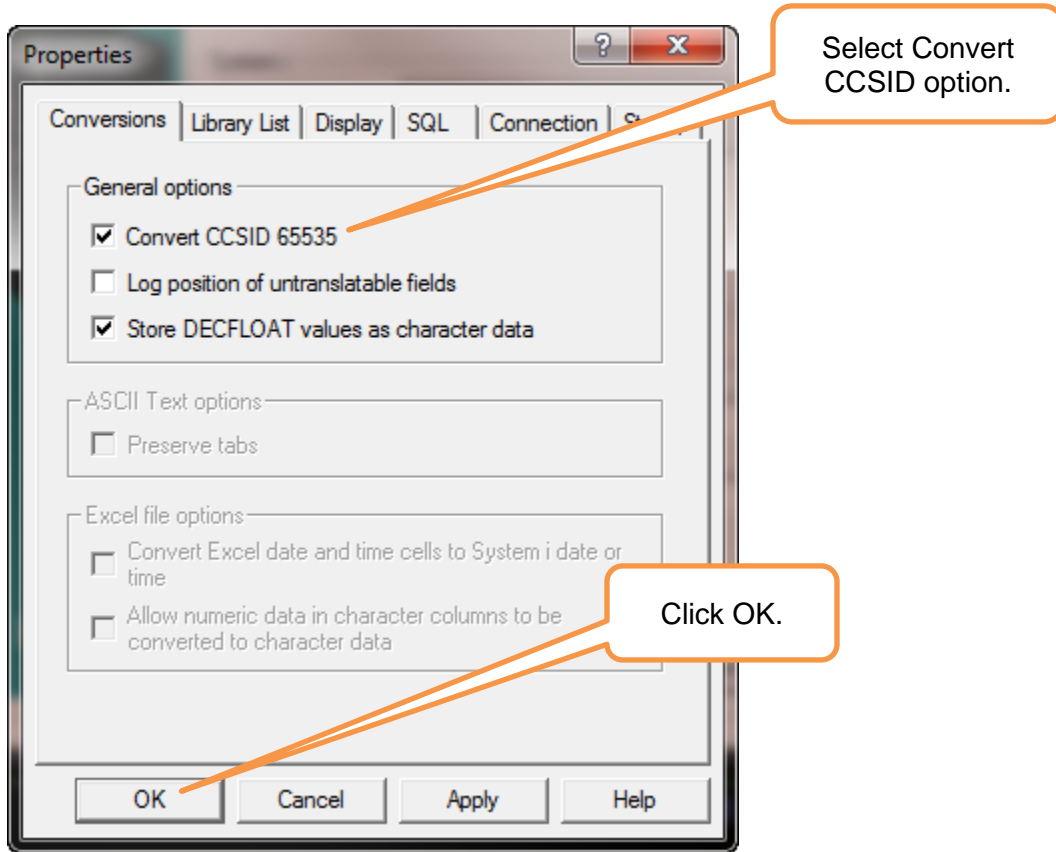 Properties
?
X
Select Convert
CCSID option.
Conversions Library List Display SQL Connection
General options
Convert CCSID 65535
Log position of untranslatable fields
Store DECFLOAT values as character data
ASCII Text options
Preserve tabs
Excel file options
Convert Excel date and time cells to System i date or
time
Allow numeric data in character columns to be
converted to character data
Click OK.
OK Cancel Apply Help